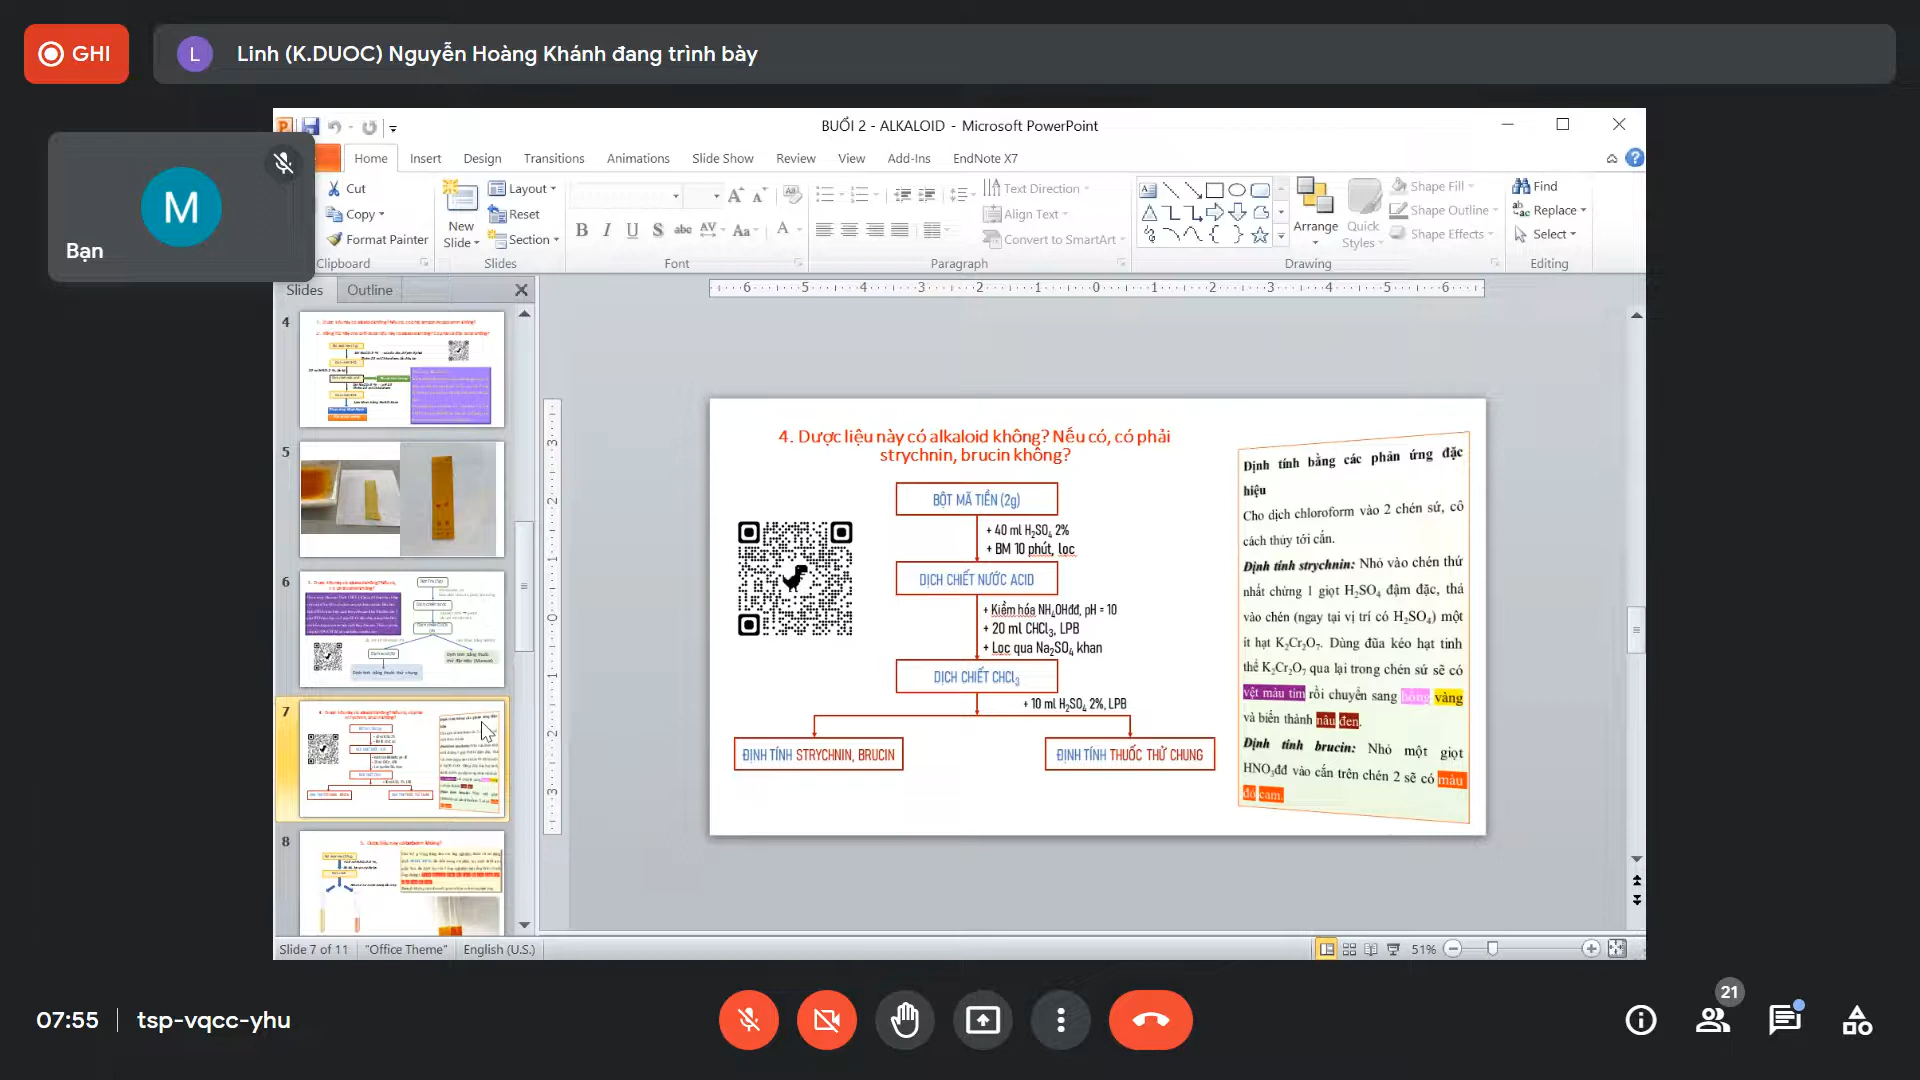 GHI
L
Linh (K.DUOC) Nguyễn Hoàng Khánh đang trình bày
M
Bạn
BUỔI 2 - ALKALOID - Microsoft PowerPoint
Home Insert Design Transitions Animations Slide Show Review View Add-Ins EndNote X7
Cut
Copy
Format Painter
Clipboard
New Slide
Layout
Reset
Section
Slides
Font
Text Direction
Align Text
Convert to SmartArt
Paragraph
Arrange
Quick Styles
Shape Fill
Shape Outline
Shape Effects
Drawing
Find
Replace
Select
Editing
Slides Outline
4
5
6
7
8
4. Dược liệu này có alkaloid không? Nếu có, có phải
strychnin, brucin không?
BỘT MÃ TIỀN (2g)
+ 40 ml H₂SO₄ 2%
+ BM 10 phút, lọc
DỊCH CHIẾT NƯỚC ACID
+ Kiềm hóa NH₄OHđđ, pH = 10
+ 20 ml CHCl₃, LPB
+ Lọc qua Na₂SO₄ khan
DỊCH CHIẾT CHCl₃
+ 10 ml H₂SO₄ 2%, LPB
ĐỊNH TÍNH STRYCHNIN, BRUCIN
ĐỊNH TÍNH THUỐC THỬ CHUNG
Định tính bằng các phản ứng đặc
hiệu
Cho dịch chloroform vào 2 chén sứ, cô
cách thủy tới cắn.
Định tính strychnin: Nhỏ vào chén thứ
nhất chừng 1 giọt H₂SO₄ đậm đặc, thả
vào chén (ngay tại vị trí có H₂SO₄) một
ít hạt K₂Cr₂O₇. Dùng đũa kéo hạt tinh
thể K₂Cr₂O₇ qua lại trong chén sứ sẽ có
vệt màu tím rồi chuyển sang hồng vàng
và biến thành nâu đen.
Định tính brucin: Nhỏ một giọt
HNO₃đđ vào cắn trên chén 2 sẽ có màu
đỏ cam.
Slide 7 of 11 "Office Theme" English (U.S.) 51%
07:55 tsp-vqcc-yhu
21